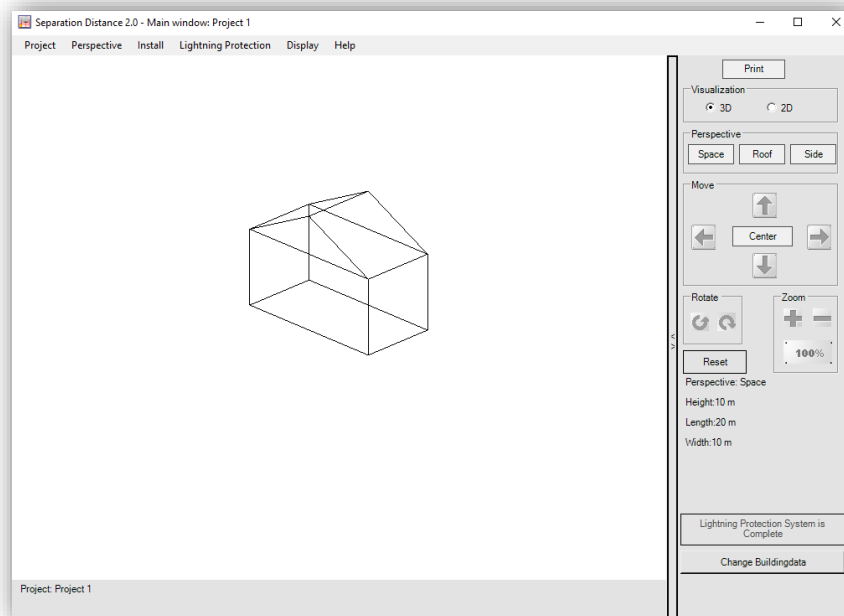 Separation Distance 2.0 - Main window: Project 1
Project Perspective Install Lightning Protection Display Help
Print
Visualization
3D 2D
Perspective
Space Roof Side
Move
Center
Rotate Zoom
100%
Reset
Perspective: Space
Height:10 m
Length:20 m
Width:10 m
<
>
Lightning Protection System is
Complete
Change Buildingdata
Project: Project 1